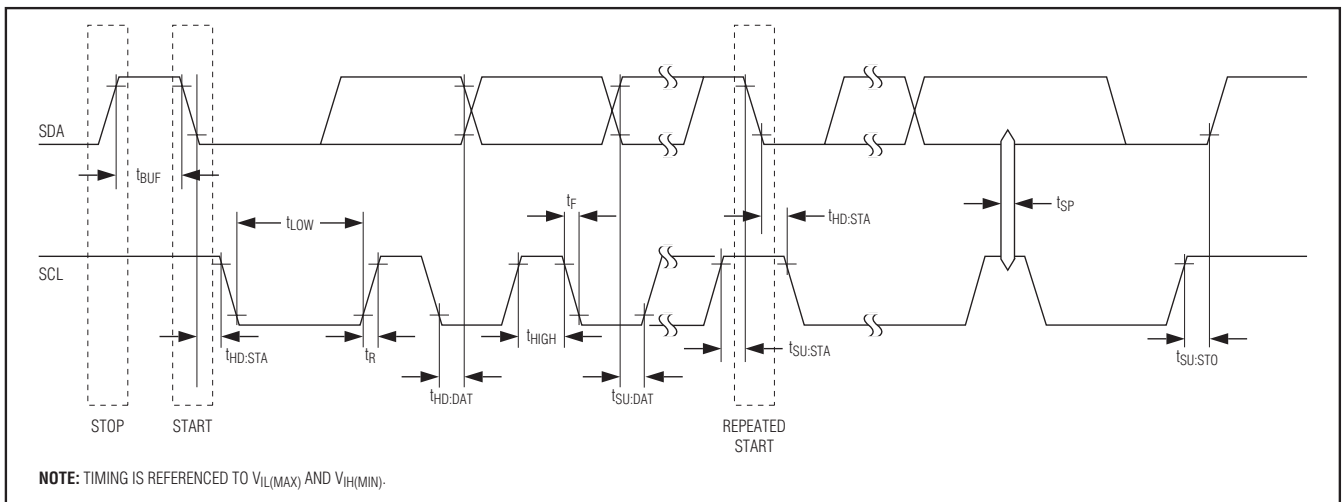 SDA
tBUF
tLOW
tF
tHD:STA
tSP
SCL
tHD:STA
tR
tHIGH
tSU:STA
tSU:STO
tHD:DAT
tSU:DAT
STOP
START
REPEATED
START
NOTE: TIMING IS REFERENCED TO VIL(MAX) AND VIH(MIN).